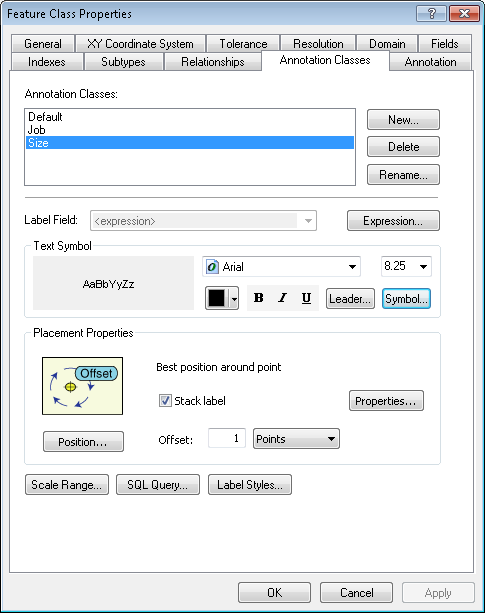 Feature Class Properties
General XY Coordinate System Tolerance Resolution Domain Fields
Indexes Subtypes Relationships Annotation Classes Annotation
Annotation Classes:
Default
Job
Size
New...
Delete
Rename...
Label Field: <expression> Expression...
Text Symbol
AaBbYyZz
Arial 8.25
B I U Leader... Symbol...
Placement Properties
Offset
Best position around point
Stack label Properties...
Position... Offset: 1 Points
Scale Range... SQL Query... Label Styles...
OK Cancel Apply